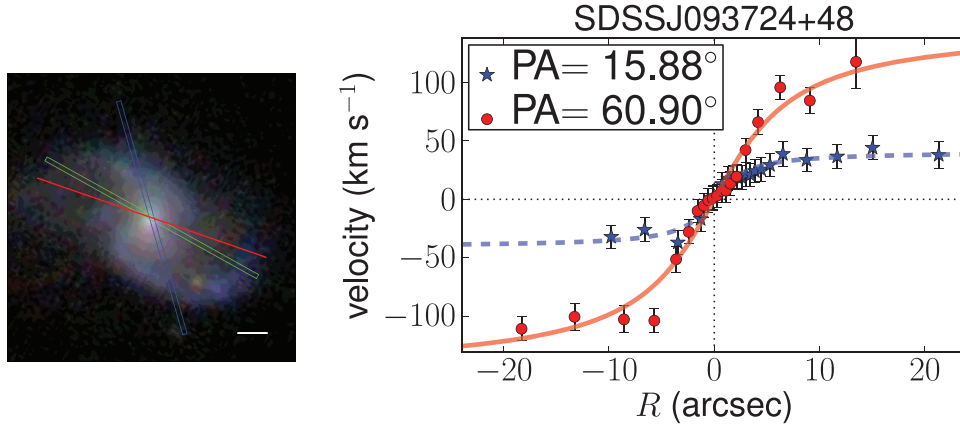 SDSSJ093724+48
PA= 15.88°
PA= 60.90°
100
50
0
−50
−100
velocity (km s⁻¹)
−20
−10
0
10
20
R (arcsec)